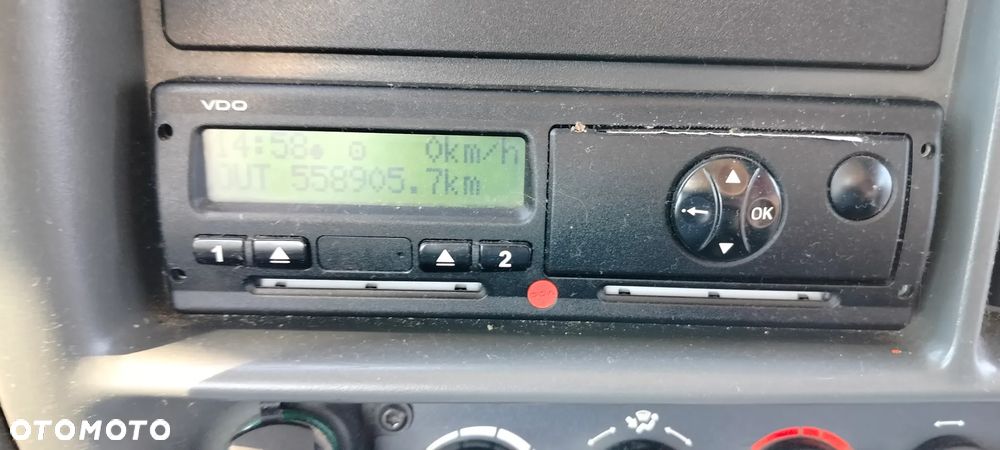 VDO
14:58 0km/h
OUT 558905.7km
1 2
OK
OTOMOTO